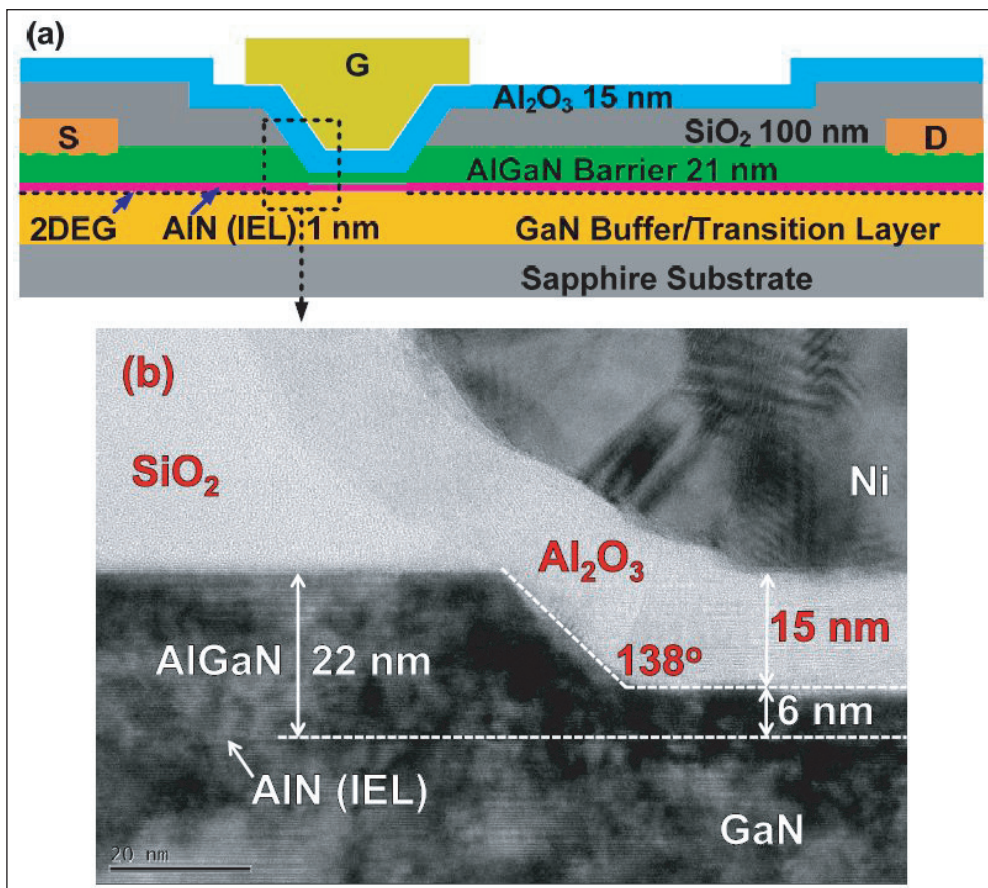 (a)
G
Al₂O₃ 15 nm
S
SiO₂ 100 nm
D
AlGaN Barrier 21 nm
2DEG
AlN (IEL) 1 nm
GaN Buffer/Transition Layer
Sapphire Substrate
(b)
SiO₂
Ni
Al₂O₃
15 nm
AlGaN
22 nm
138º
6 nm
AlN (IEL)
GaN
20 nm